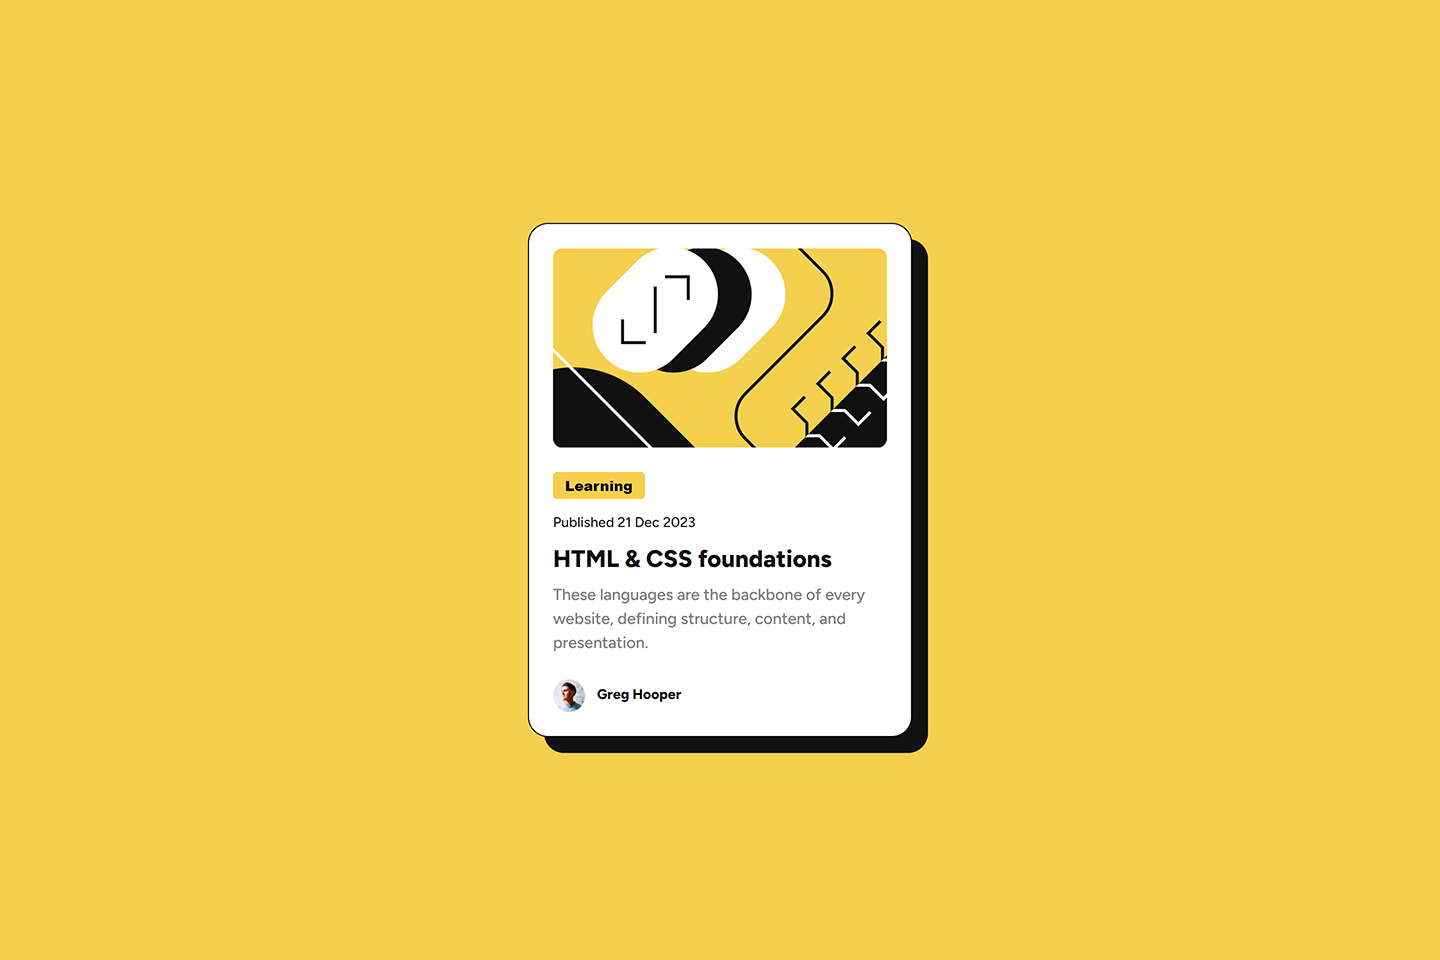 Learning
Published 21 Dec 2023
HTML & CSS foundations
These languages are the backbone of every
website, defining structure, content, and
presentation.
Greg Hooper